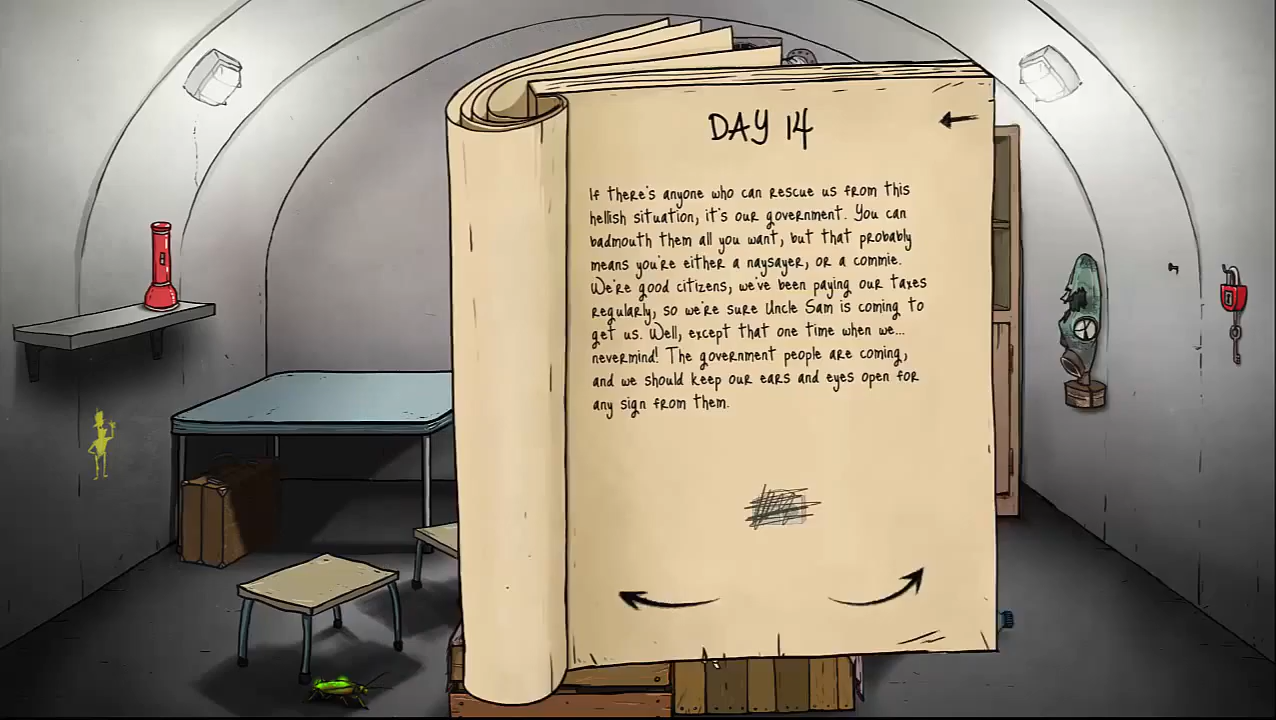 DAY 14
If there's anyone who can rescue us from this
hellish situation, it's our government. You can
badmouth them all you want, but that probably
means you're either a naysayer, or a commie.
We're good citizens, we've been paying our taxes
regularly, so we're sure Uncle Sam is coming to
get us. Well, except that one time when we...
nevermind! The government people are coming,
and we should keep our ears and eyes open for
any sign from them.